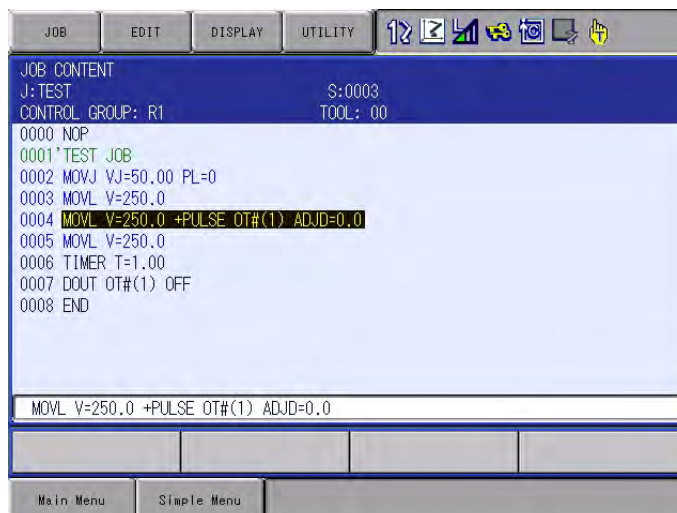 JOB EDIT DISPLAY UTILITY
JOB CONTENT
J:TEST S:0003
CONTROL GROUP: R1 TOOL: 00
0000 NOP
0001'TEST JOB
0002 MOVJ VJ=50.00 PL=0
0003 MOVL V=250.0
0004 MOVL V=250.0 +PULSE OT#(1) ADJD=0.0
0005 MOVL V=250.0
0006 TIMER T=1.00
0007 DOUT OT#(1) OFF
0008 END
MOVL V=250.0 +PULSE OT#(1) ADJD=0.0
Main Menu Simple Menu